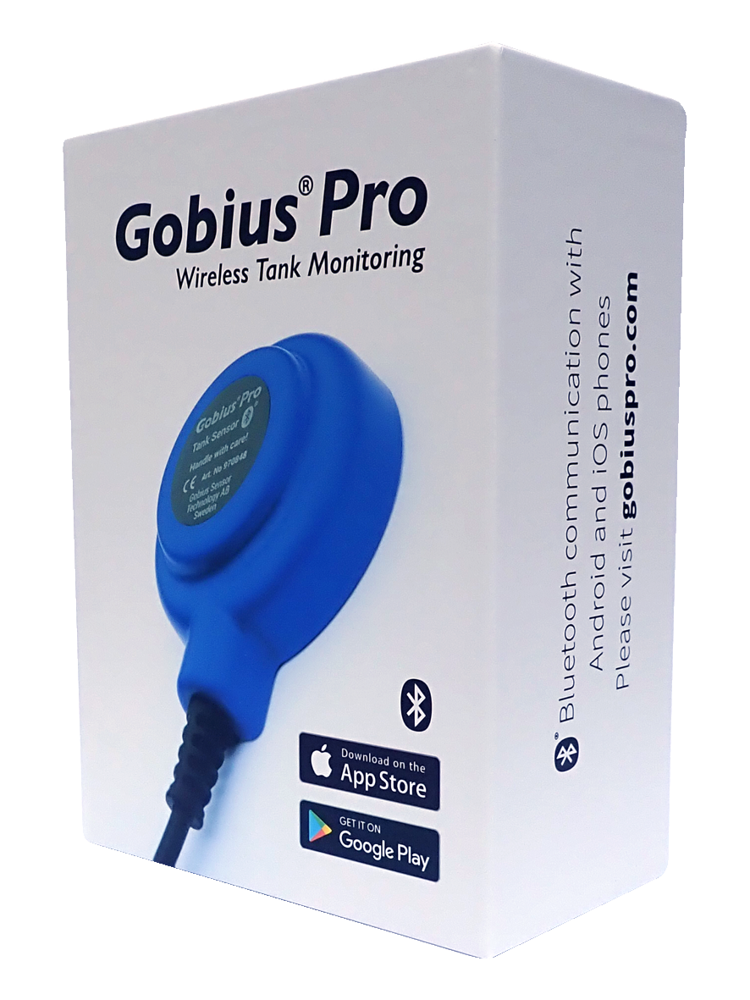 Gobius® Pro
Wireless Tank Monitoring
Gobius® Pro
Tank Sensor
Handle with care!
CE Art. No 970848
Gobius Sensor
Technology AB
Sweden
Download on the
App Store
GET IT ON
Google Play
Bluetooth communication with
Android and iOS phones
Please visit gobiuspro.com